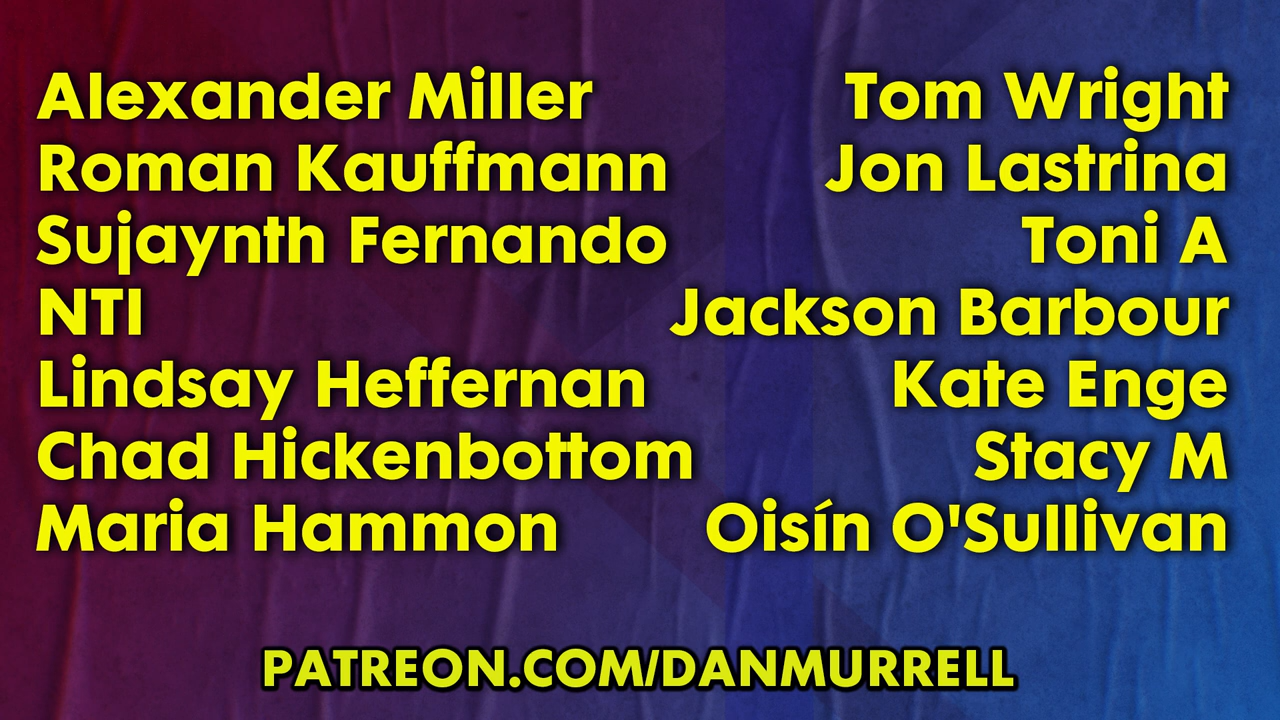 Alexander Miller
Roman Kauffmann
Sujaynth Fernando
NTI
Lindsay Heffernan
Chad Hickenbottom
Maria Hammon
Tom Wright
Jon Lastrina
Toni A
Jackson Barbour
Kate Enge
Stacy M
Oisín O'Sullivan
PATREON.COM/DANMURRELL